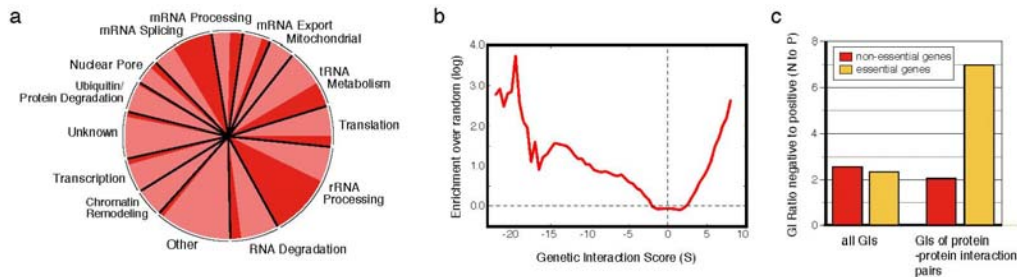 a
mRNA Processing
mRNA Splicing
mRNA Export
Mitochondrial
Nuclear Pore
tRNA
Metabolism
Ubiquitin/
Protein Degradation
Translation
Unknown
Transcription
rRNA
Processing
Chromatin
Remodeling
Other
RNA Degradation
b
Enrichment over random (log)
4.0
3.0
2.0
1.0
0.0
-20
-15
-10
-5
0
5
10
Genetic Interaction Score (S)
c
GI Ratio negative to positive (N to P)
8
6
4
2
0
non-essential genes
essential genes
all GIs
GIs of protein
-protein interaction
pairs